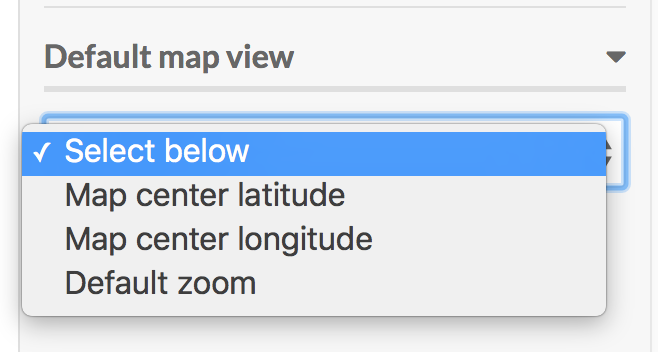 Default map view
Select below
Map center latitude
Map center longitude
Default zoom